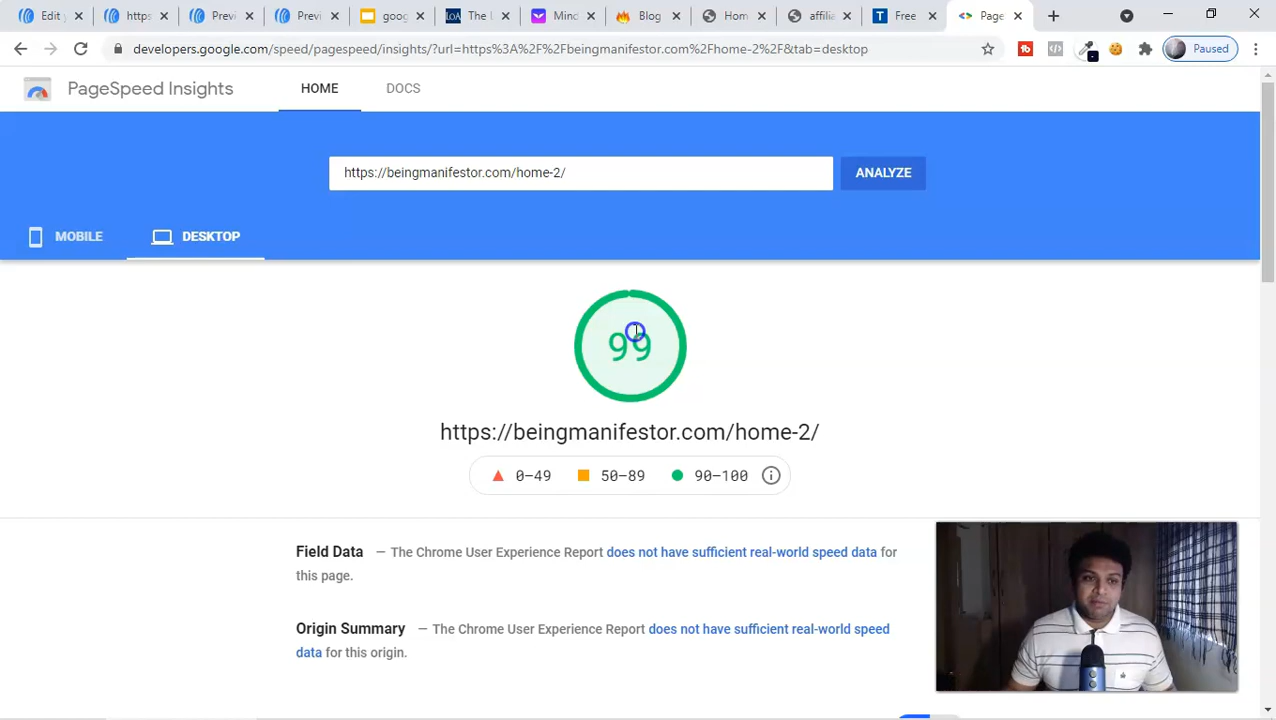 Edit y
https
Previ
Previ
goog
LOA The L
Mind
Blog
Hom
affilia
T Free
Page
developers.google.com/speed/pagespeed/insights/?url=https%3A%2F%2Fbeingmanifestor.com%2Fhome-2%2F&tab=desktop
Paused
PageSpeed Insights
HOME
DOCS
https://beingmanifestor.com/home-2/
ANALYZE
MOBILE
DESKTOP
99
https://beingmanifestor.com/home-2/
0–49
50–89
90–100
Field Data — The Chrome User Experience Report does not have sufficient real-world speed data for
this page.
Origin Summary — The Chrome User Experience Report does not have sufficient real-world speed
data for this origin.